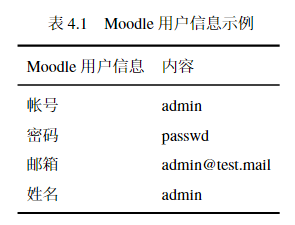 表 4.1 Moodle 用户信息示例
Moodle 用户信息 内容
帐号 admin
密码 passwd
邮箱 admin@test.mail
姓名 admin